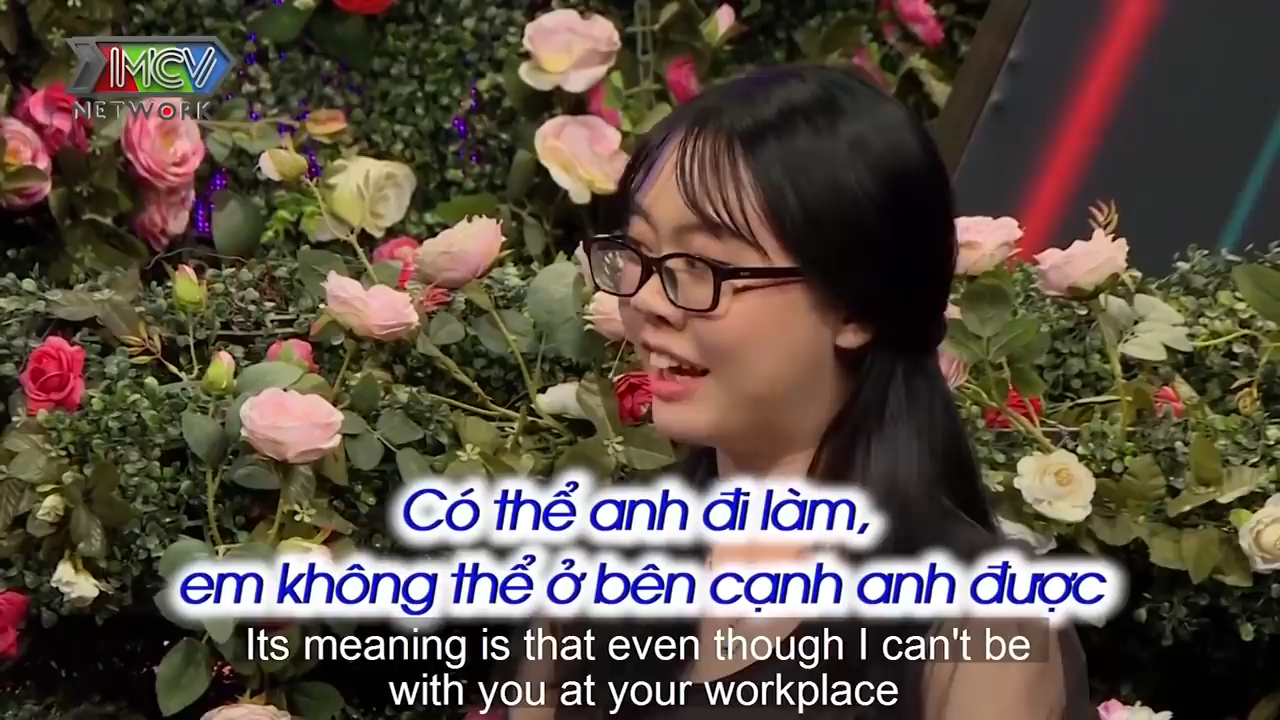 MCV
NETWORK
Có thể anh đi làm,
em không thể ở bên cạnh anh được
Its meaning is that even though I can't be
with you at your workplace